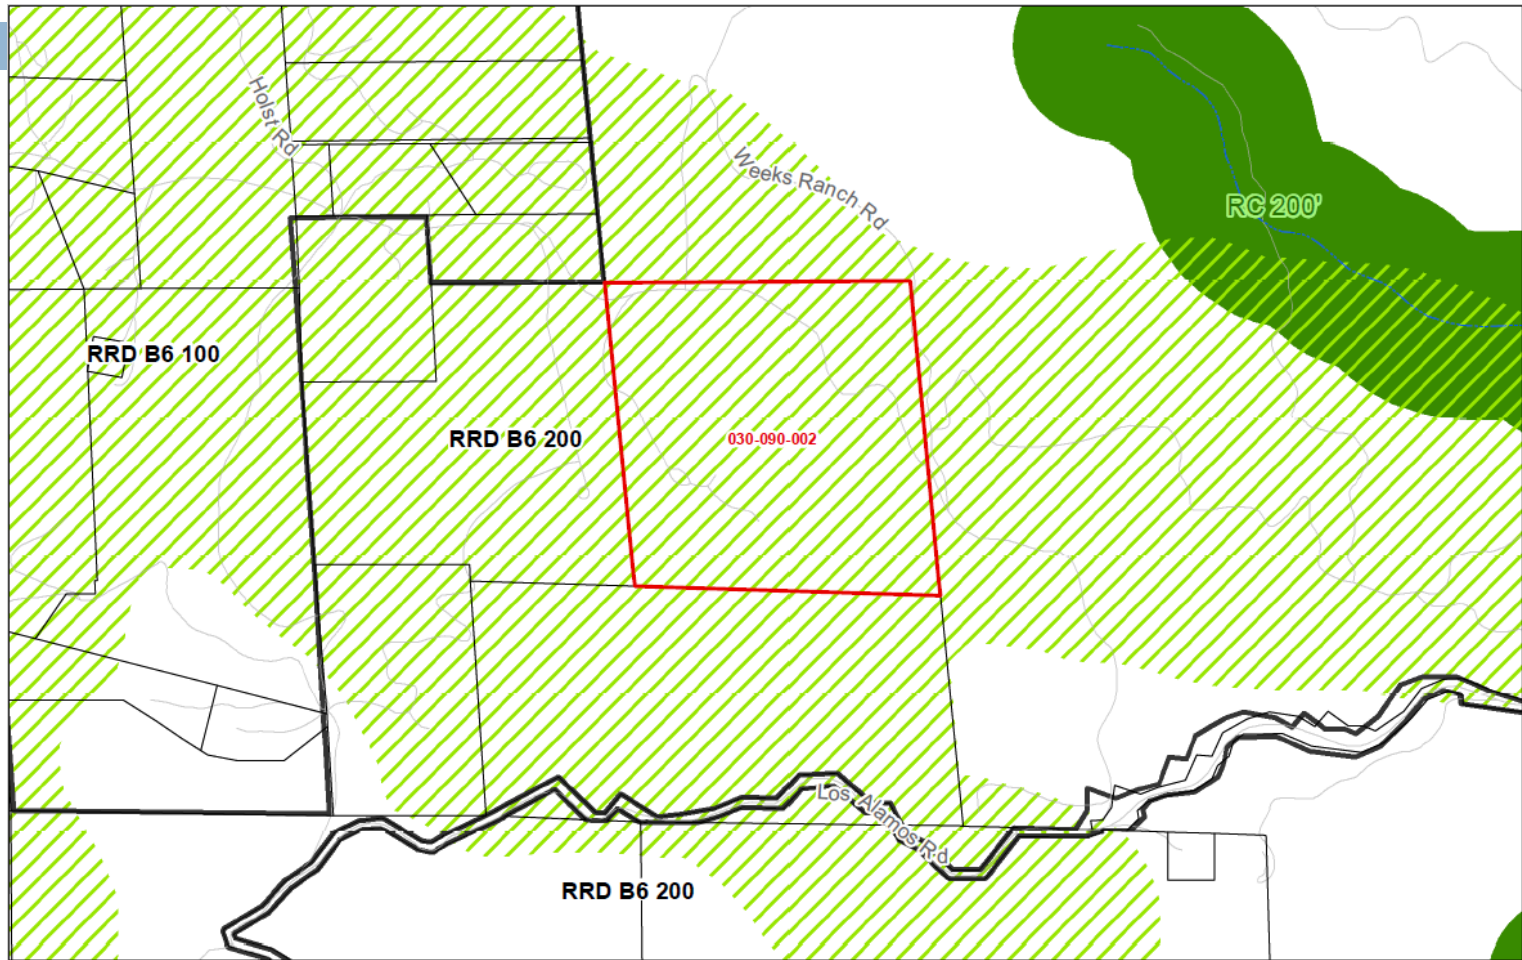 Holst Rd
Weeks Ranch Rd
RC 200'
RRD B6 100
RRD B6 200
030-090-002
Los Alamos Rd
RRD B6 200